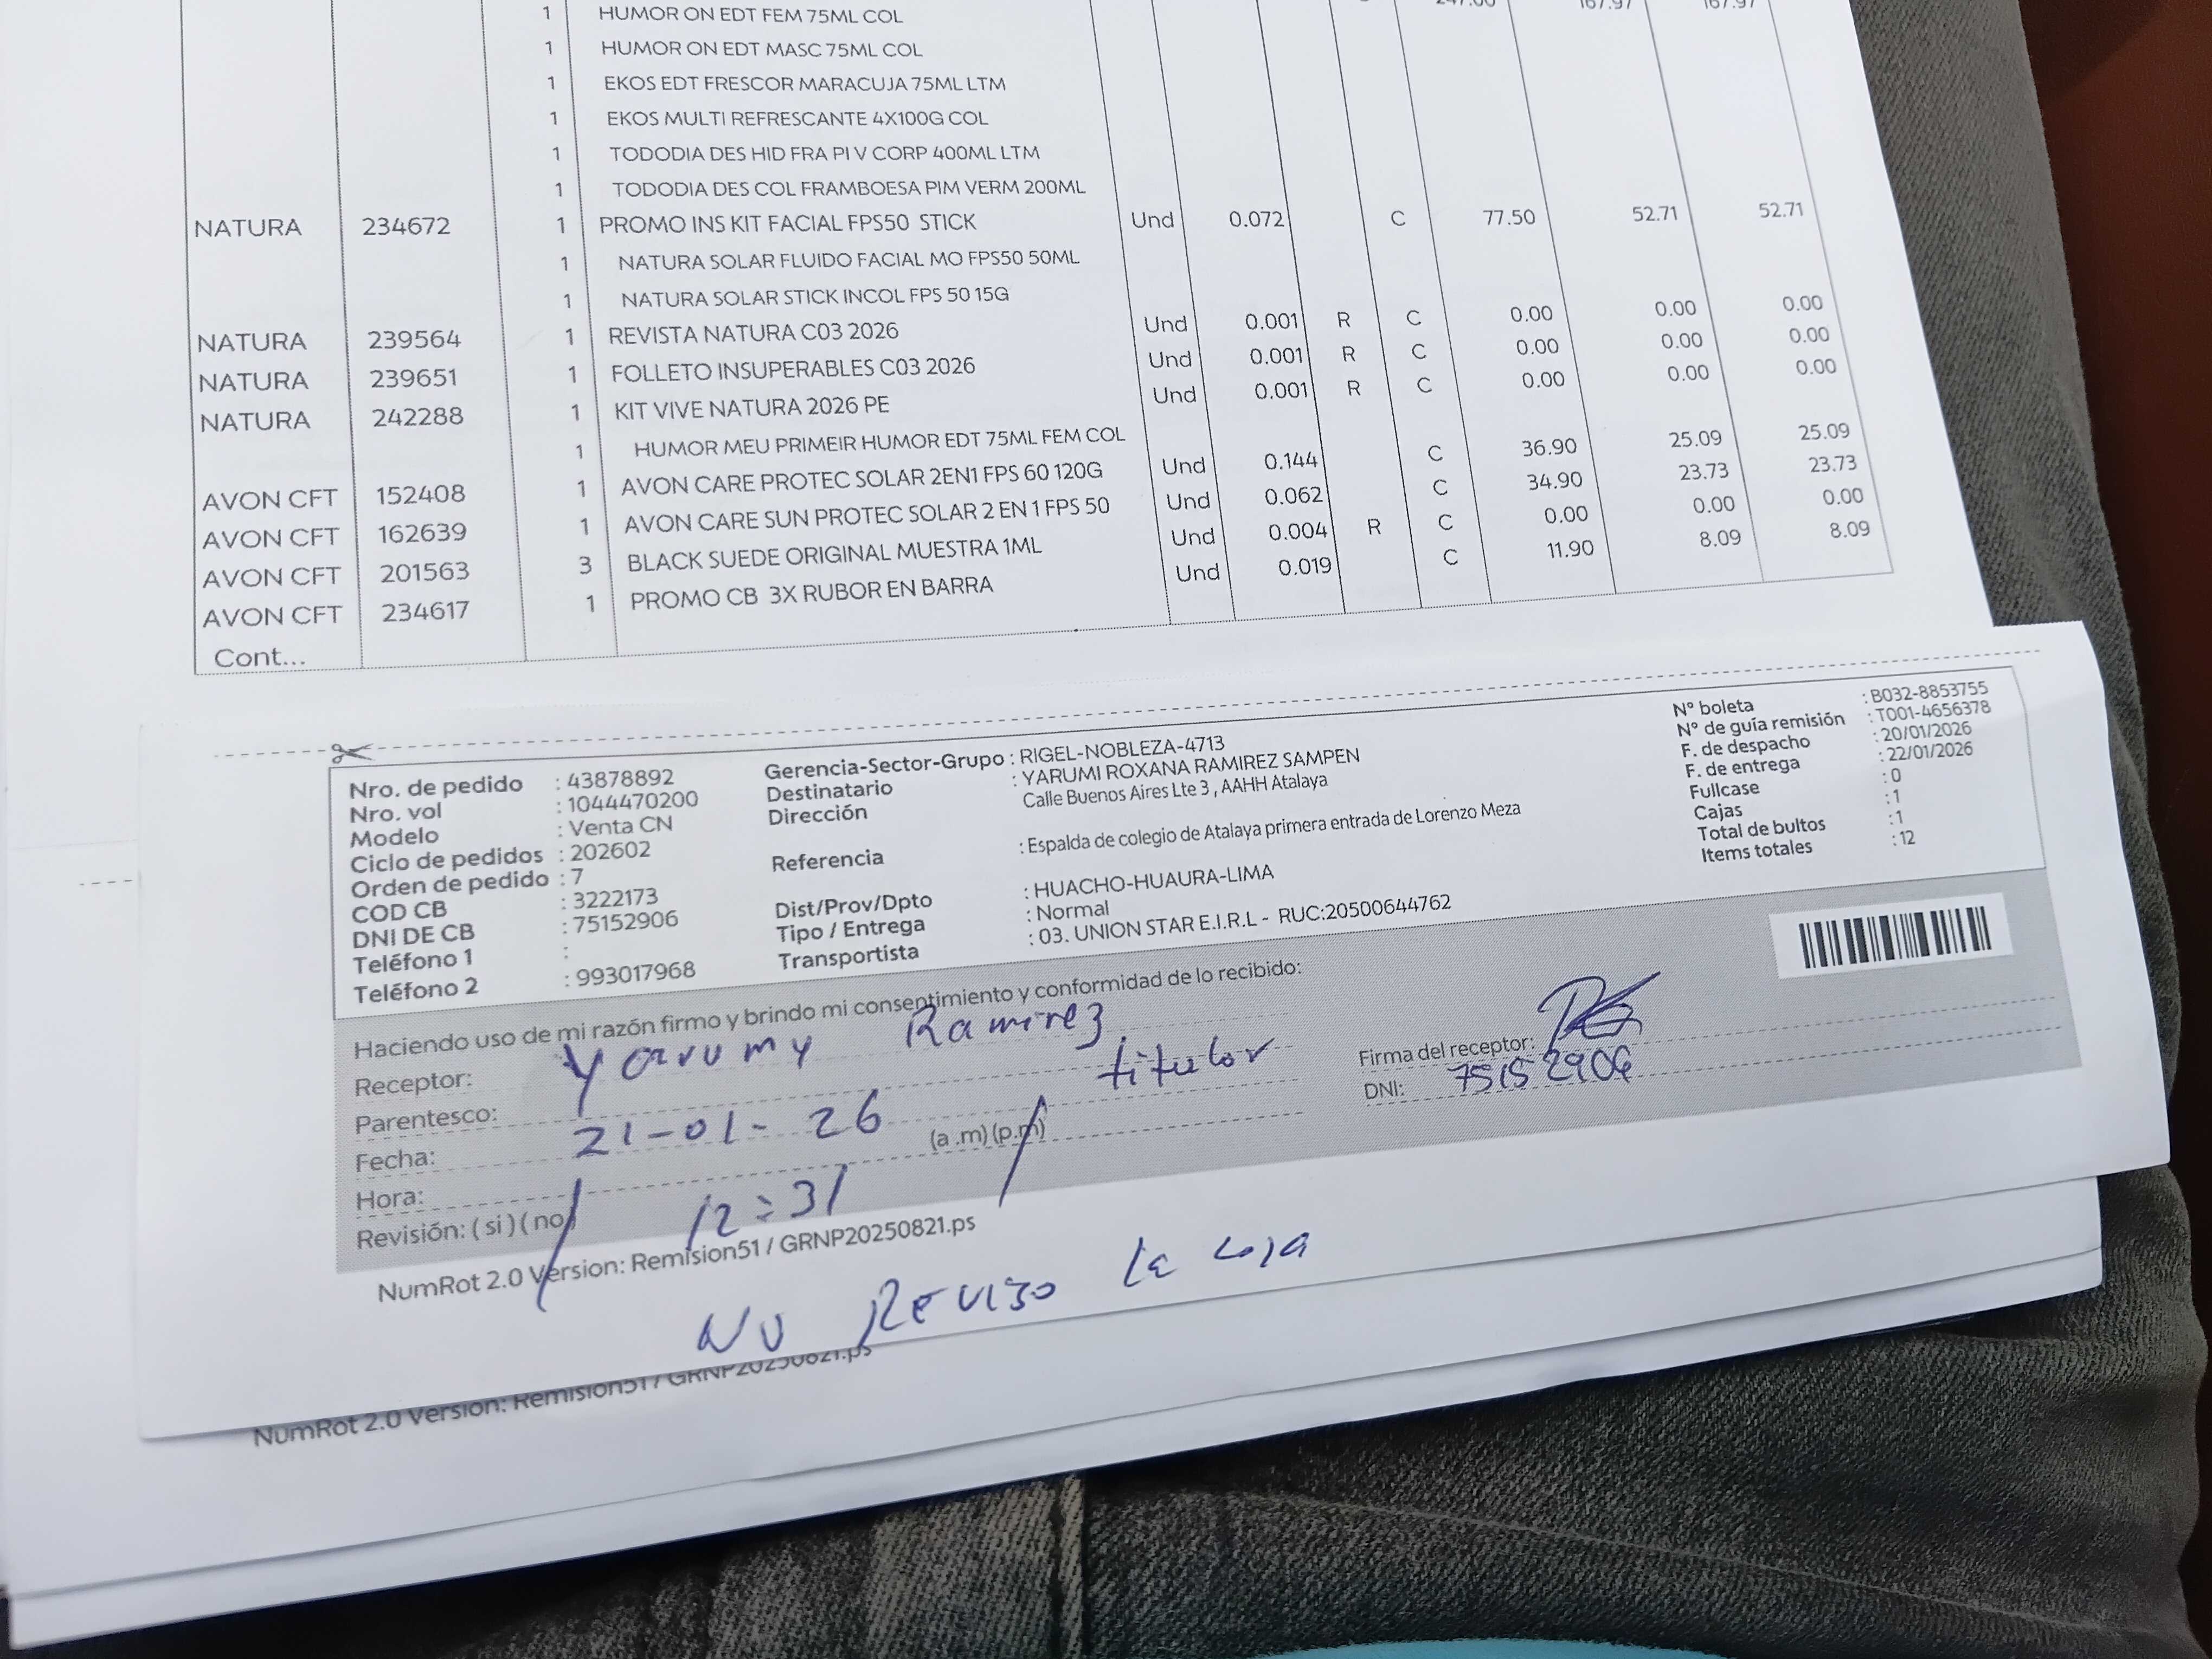 1 HUMOR ON EDT FEM 75ML COL 167.97 167.97
1 HUMOR ON EDT MASC 75ML COL
1 EKOS EDT FRESCOR MARACUJA 75ML LTM
1 EKOS MULTI REFRESCANTE 4X100G COL
1 TODODIA DES HID FRA PI V CORP 400ML LTM
1 TODODIA DES COL FRAMBOESA PIM VERM 200ML
NATURA 234672 1 PROMO INS KIT FACIAL FPS50 STICK Und 0.072 C 77.50 52.71 52.71
1 NATURA SOLAR FLUIDO FACIAL MO FPS50 50ML
1 NATURA SOLAR STICK INCOL FPS 50 15G
NATURA 239564 1 REVISTA NATURA C03 2026 Und 0.001 R C 0.00 0.00 0.00
NATURA 239651 1 FOLLETO INSUPERABLES C03 2026 Und 0.001 R C 0.00 0.00 0.00
NATURA 242288 1 KIT VIVE NATURA 2026 PE Und 0.001 R C 0.00 0.00 0.00
1 HUMOR MEU PRIMEIR HUMOR EDT 75ML FEM COL
AVON CFT 152408 1 AVON CARE PROTEC SOLAR 2EN1 FPS 60 120G Und 0.144 C 36.90 25.09 25.09
AVON CFT 162639 1 AVON CARE SUN PROTEC SOLAR 2 EN 1 FPS 50 Und 0.062 C 34.90 23.73 23.73
AVON CFT 201563 3 BLACK SUEDE ORIGINAL MUESTRA 1ML Und 0.004 R C 0.00 0.00 0.00
AVON CFT 234617 1 PROMO CB 3X RUBOR EN BARRA Und 0.019 C 11.90 8.09 8.09
Cont...
Nro. de pedido : 43878892
Nro. vol : 1044470200
Modelo : Venta CN
Ciclo de pedidos : 202602
Orden de pedido : 7
COD CB : 3222173
DNI DE CB : 75152906
Teléfono 1 :
Teléfono 2 : 993017968
Gerencia-Sector-Grupo : RIGEL-NOBLEZA-4713
Destinatario : YARUMI ROXANA RAMIREZ SAMPEN
Dirección Calle Buenos Aires Lte 3 , AAHH Atalaya
Referencia : Espalda de colegio de Atalaya primera entrada de Lorenzo Meza
Dist/Prov/Dpto : HUACHO-HUAURA-LIMA
Tipo / Entrega : Normal
Transportista : 03. UNION STAR E.I.R.L - RUC:20500644762
N° boleta : B032-8853755
N° de guía remisión : T001-4656378
F. de despacho : 20/01/2026
F. de entrega : 22/01/2026
Fullcase : 0
Cajas : 1
Total de bultos : 1
Items totales : 12
Haciendo uso de mi razón firmo y brindo mi consentimiento y conformidad de lo recibido:
Receptor: Yarumy Ramirez
Parentesco: titular
Fecha: 21-01-26
Hora: 12:31 (a .m) (p.m)
Revisión: ( si ) ( no)
Firma del receptor:
DNI: 75152906
NumRot 2.0 Version: Remision51 / GRNP20250821.ps
No Revizo la caja
NumRot 2.0 Version: Remision51 / GRNP20250821.ps